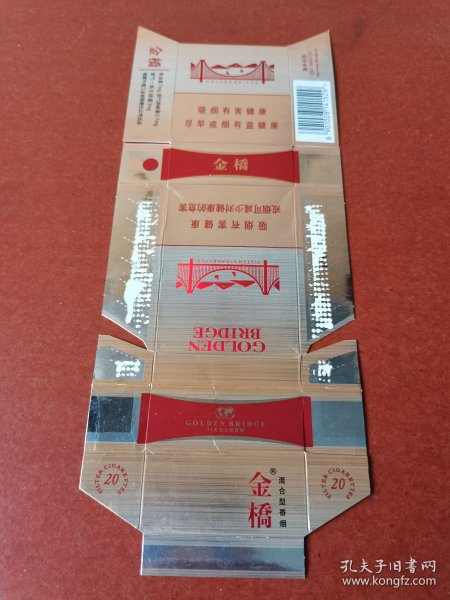 金橋
吸烟有害健康
尽早戒烟有益健康
金橋
吸烟有害健康
戒烟可减少对健康的危害
FILTER CIGARETTES
GOLDEN
BRIDGE
GOLDEN BRIDGE
FILTER CIGARETTES
20
金橋®
混合型香烟
FILTER CIGARETTES
20
孔夫子旧书网
www.kongfz.com